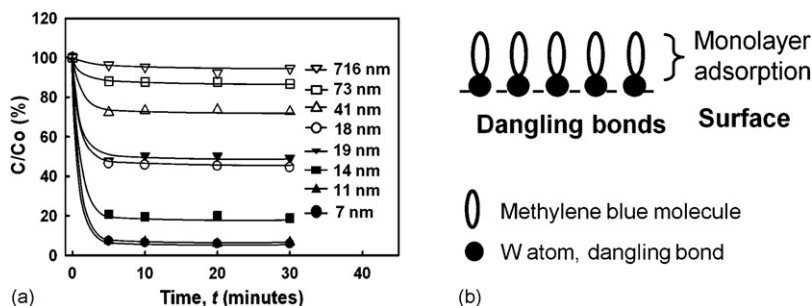 120
100
80
60
40
20
0
C/Co (%)
0 10 20 30 40
Time, t (minutes)
716 nm
73 nm
41 nm
18 nm
19 nm
14 nm
11 nm
7 nm
(a)
Monolayer
adsorption
Dangling bonds Surface
Methylene blue molecule
W atom, dangling bond
(b)